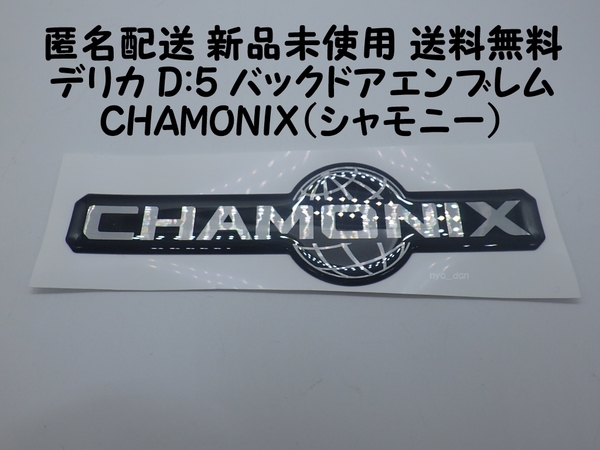 匿名配送 新品未使用 送料無料
デリカ D:5 バックドアエンブレム
CHAMONIX(シャモニー)
CHAMONIX
nyo_don